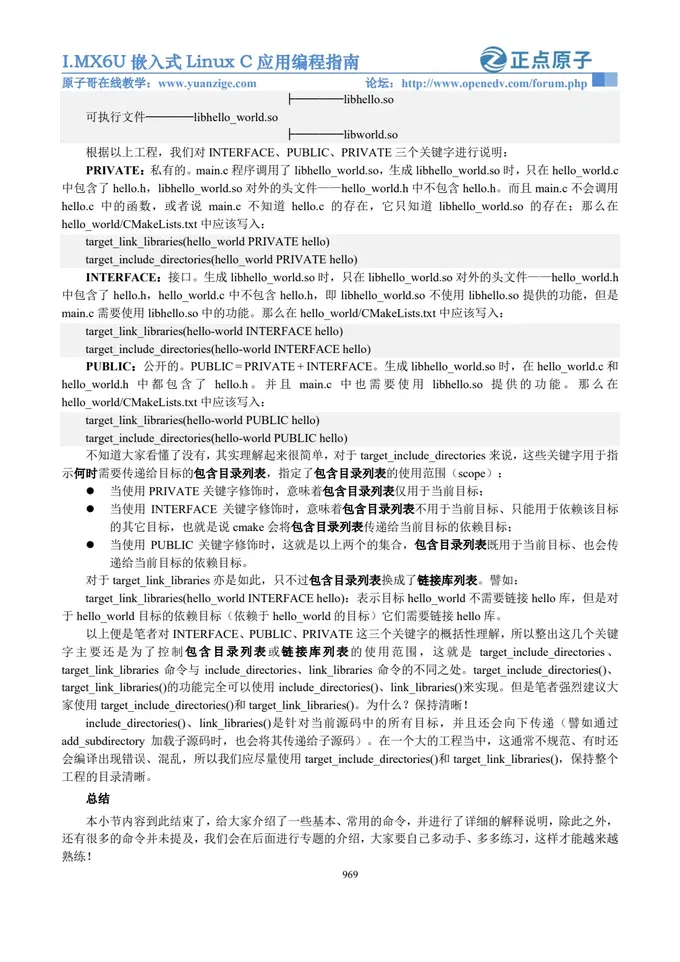 I.MX6U 嵌入式 Linux C 应用编程指南
正点原子
原子哥在线教学：www.yuanzige.com 论坛：http://www.openedv.com/forum.php
├────libhello.so
可执行文件────libhello_world.so
├────libworld.so
根据以上工程，我们对 INTERFACE、PUBLIC、PRIVATE 三个关键字进行说明：
PRIVATE：私有的。main.c 程序调用了 libhello_world.so，生成 libhello_world.so 时，只在 hello_world.c
中包含了 hello.h，libhello_world.so 对外的头文件——hello_world.h 中不包含 hello.h。而且 main.c 不会调用
hello.c 中的函数，或者说 main.c 不知道 hello.c 的存在，它只知道 libhello_world.so 的存在；那么在
hello_world/CMakeLists.txt 中应该写入：
target_link_libraries(hello_world PRIVATE hello)
target_include_directories(hello_world PRIVATE hello)
INTERFACE：接口。生成 libhello_world.so 时，只在 libhello_world.so 对外的头文件——hello_world.h
中包含了 hello.h，hello_world.c 中不包含 hello.h，即 libhello_world.so 不使用 libhello.so 提供的功能，但是
main.c 需要使用 libhello.so 中的功能。那么在 hello_world/CMakeLists.txt 中应该写入：
target_link_libraries(hello-world INTERFACE hello)
target_include_directories(hello-world INTERFACE hello)
PUBLIC：公开的。PUBLIC = PRIVATE + INTERFACE。生成 libhello_world.so 时，在 hello_world.c 和
hello_world.h 中都包含了 hello.h。并且 main.c 中也需要使用 libhello.so 提供的功能。那么在
hello_world/CMakeLists.txt 中应该写入：
target_link_libraries(hello-world PUBLIC hello)
target_include_directories(hello-world PUBLIC hello)
不知道大家看懂了没有，其实理解起来很简单，对于 target_include_directories 来说，这些关键字用于指
示何时需要传递给目标的包含目录列表，指定了包含目录列表的使用范围（scope）：
● 当使用 PRIVATE 关键字修饰时，意味着包含目录列表仅用于当前目标；
● 当使用 INTERFACE 关键字修饰时，意味着包含目录列表不用于当前目标、只能用于依赖该目标
的其它目标，也就是说 cmake 会将包含目录列表传递给当前目标的依赖目标；
● 当使用 PUBLIC 关键字修饰时，这就是以上两个的集合，包含目录列表既用于当前目标、也会传
递给当前目标的依赖目标。
对于 target_link_libraries 亦是如此，只不过包含目录列表换成了链接库列表。譬如：
target_link_libraries(hello_world INTERFACE hello)：表示目标 hello_world 不需要链接 hello 库，但是对
于 hello_world 目标的依赖目标（依赖于 hello_world 的目标）它们需要链接 hello 库。
以上便是笔者对 INTERFACE、PUBLIC、PRIVATE 这三个关键字的概括性理解，所以整出这几个关键
字主要还是为了控制包含目录列表或链接库列表的使用范围，这就是 target_include_directories、
target_link_libraries 命令与 include_directories、link_libraries 命令的不同之处。target_include_directories()、
target_link_libraries()的功能完全可以使用 include_directories()、link_libraries()来实现。但是笔者强烈建议大
家使用 target_include_directories()和 target_link_libraries()。为什么？保持清晰！
include_directories()、link_libraries()是针对当前源码中的所有目标，并且还会向下传递（譬如通过
add_subdirectory 加载子源码时，也会将其传递给子源码）。在一个大的工程当中，这通常不规范、有时还
会编译出现错误、混乱，所以我们应尽量使用 target_include_directories()和 target_link_libraries()，保持整个
工程的目录清晰。
总结
本小节内容到此结束了，给大家介绍了一些基本、常用的命令，并进行了详细的解释说明，除此之外，
还有很多的命令并未提及，我们会在后面进行专题的介绍，大家要自己多动手、多多练习，这样才能越来越
熟练！
969